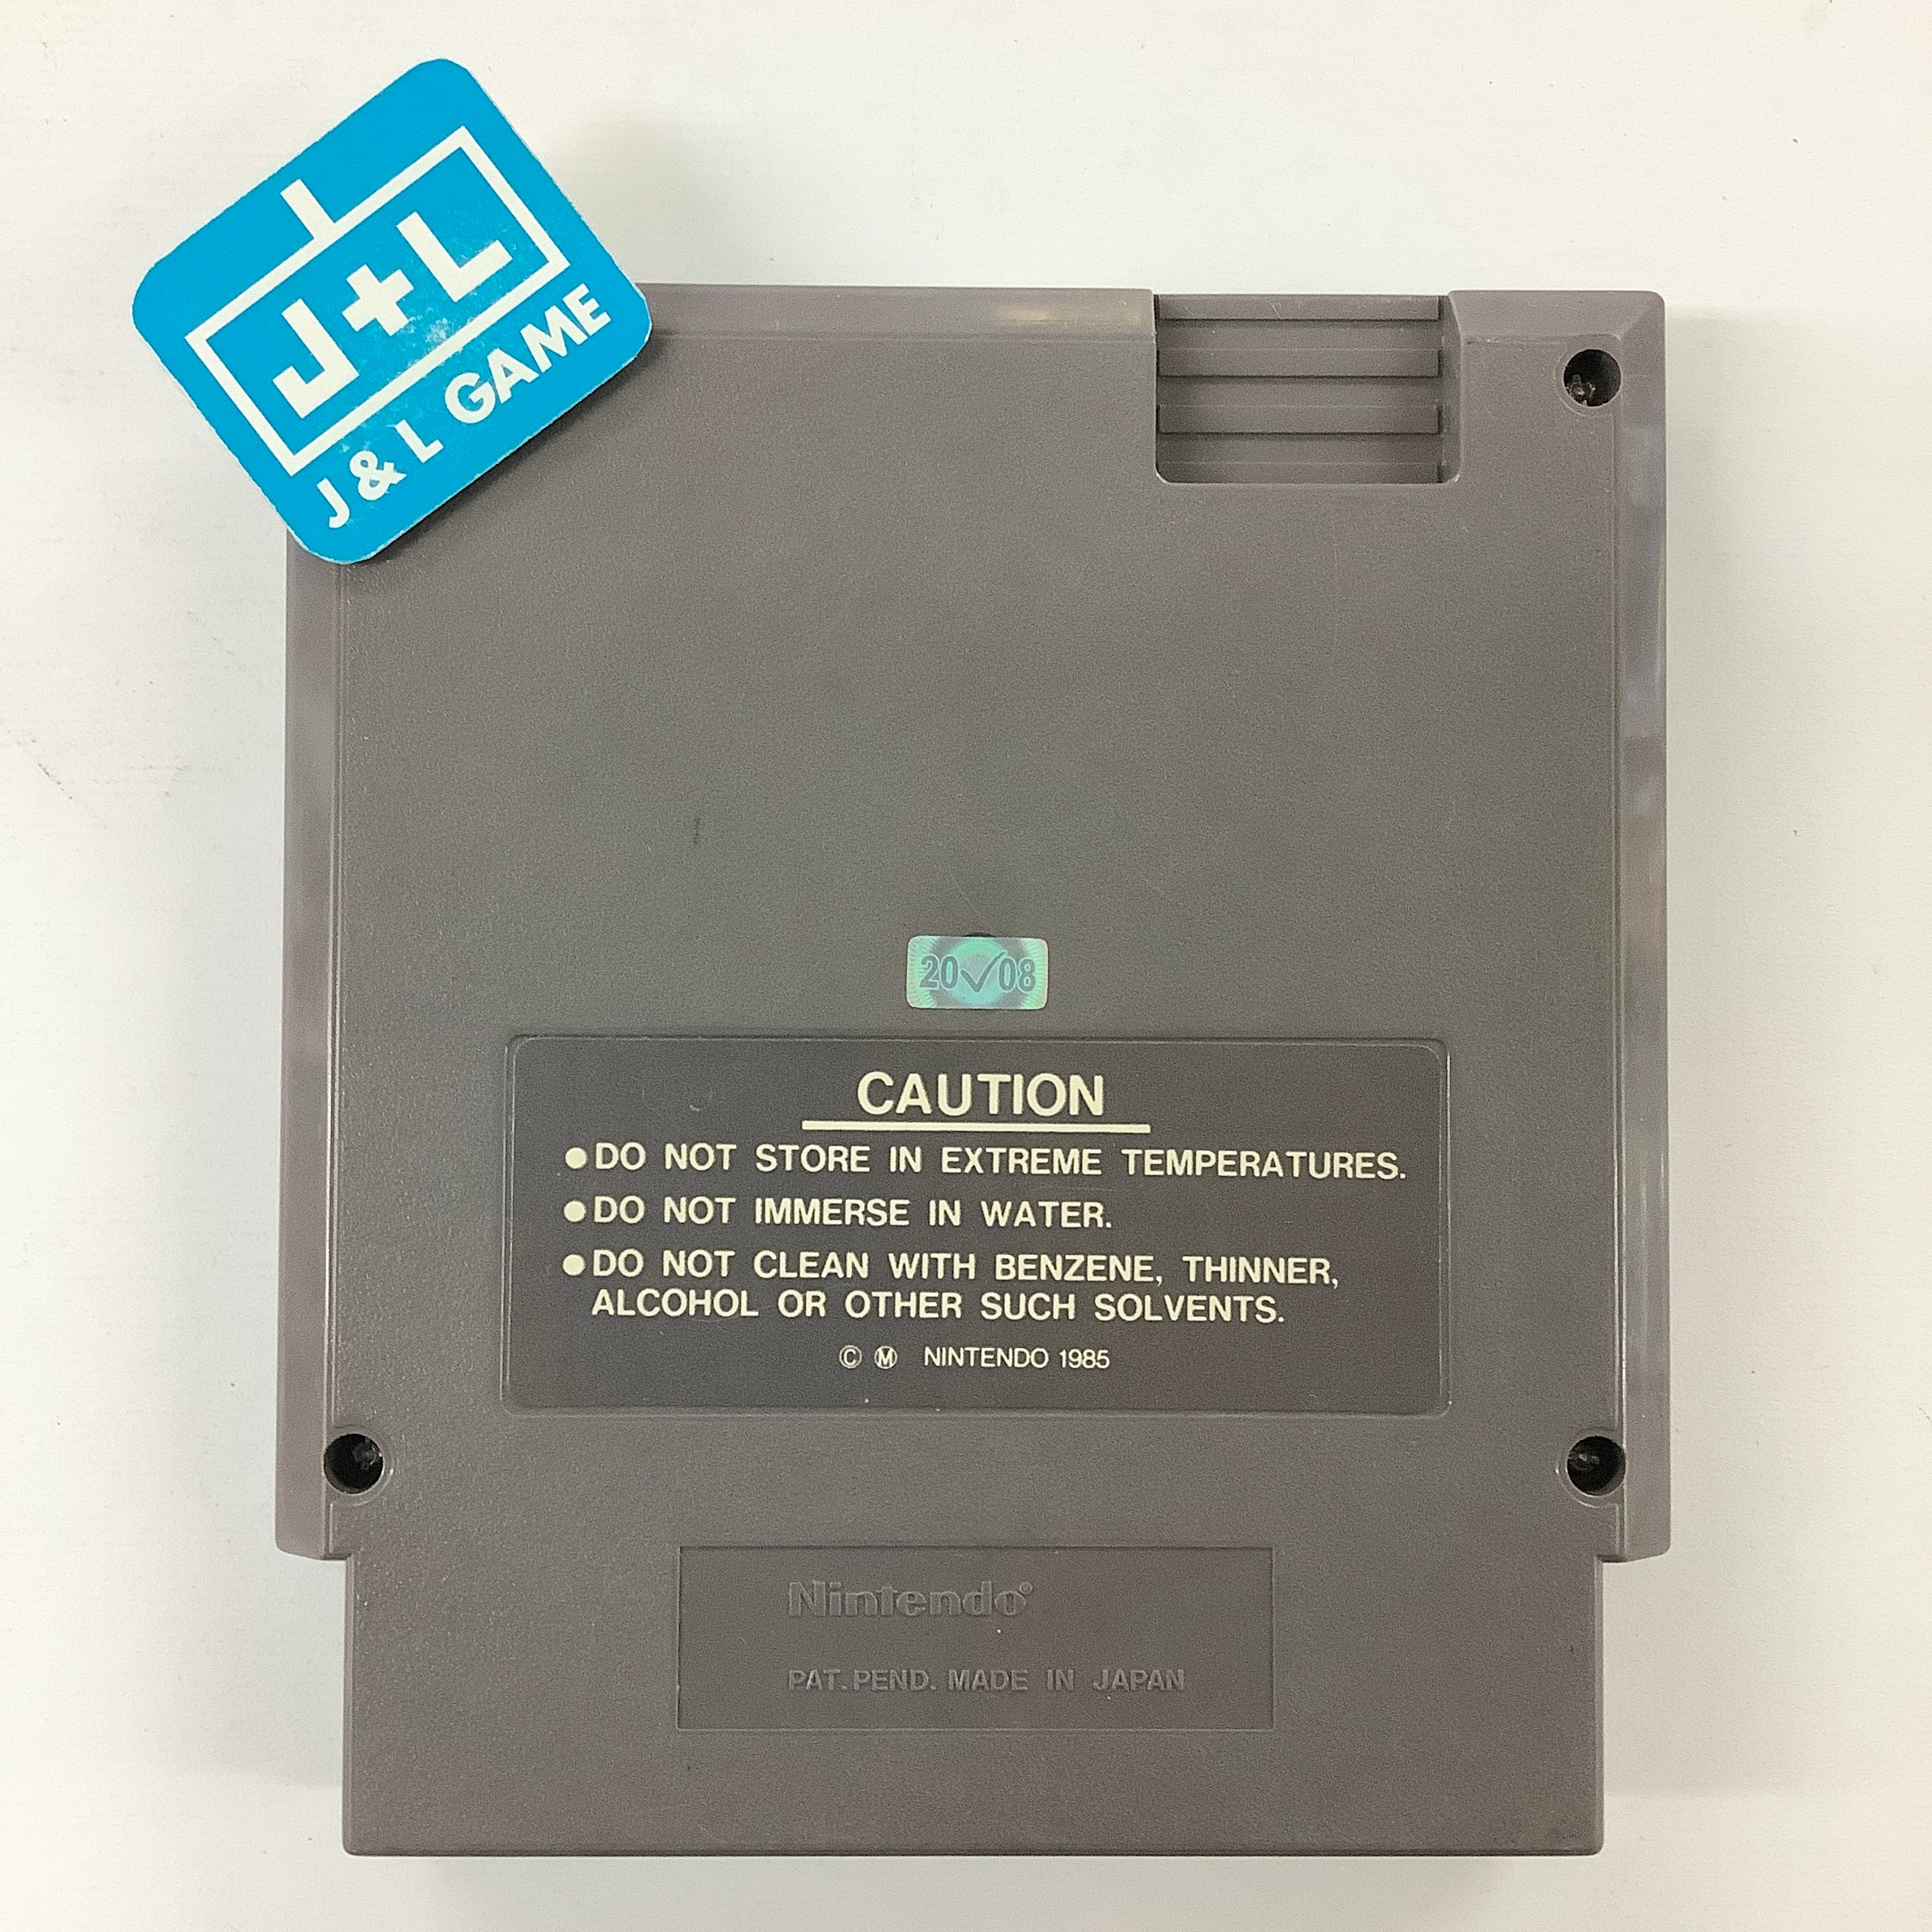 J+L
J & L GAME
20✓08
CAUTION
●DO NOT STORE IN EXTREME TEMPERATURES.
●DO NOT IMMERSE IN WATER.
●DO NOT CLEAN WITH BENZENE, THINNER,
ALCOHOL OR OTHER SUCH SOLVENTS.
© Ⓜ NINTENDO 1985
Nintendo®
PAT. PEND. MADE IN JAPAN